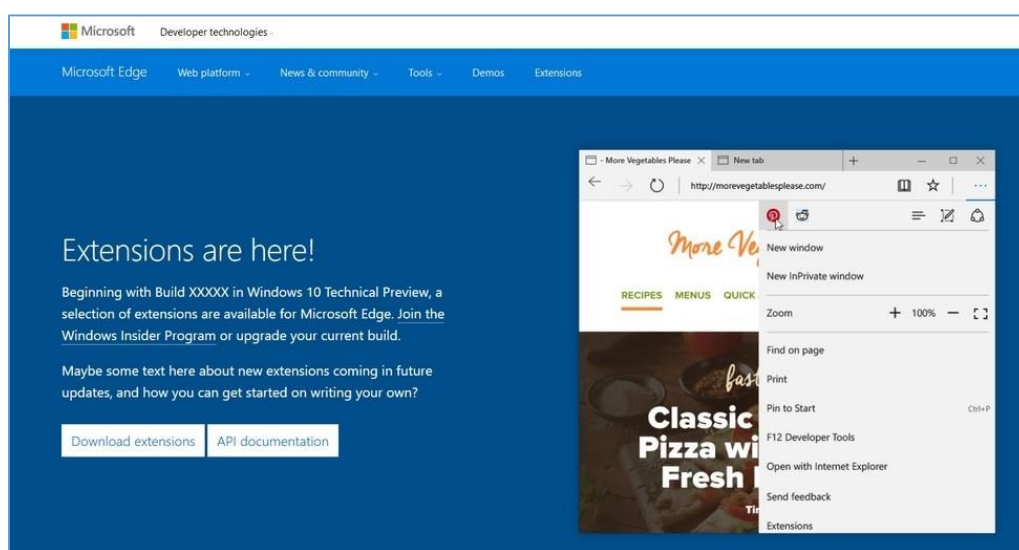 Microsoft Developer technologies
Microsoft Edge Web platform News & community Tools Demos Extensions
Extensions are here!
Beginning with Build XXXXX in Windows 10 Technical Preview, a
selection of extensions are available for Microsoft Edge. Join the
Windows Insider Program or upgrade your current build.
Maybe some text here about new extensions coming in future
updates, and how you can get started on writing your own?
Download extensions API documentation
- More Vegetables Please New tab
http://morevegetablesplease.com/
More Ve
RECIPES MENUS QUICK
fast
Classic
Pizza wi
Fresh
Tir
New window
New InPrivate window
Zoom + 100% −
Find on page
Print
Pin to Start Ctrl+P
F12 Developer Tools
Open with Internet Explorer
Send feedback
Extensions